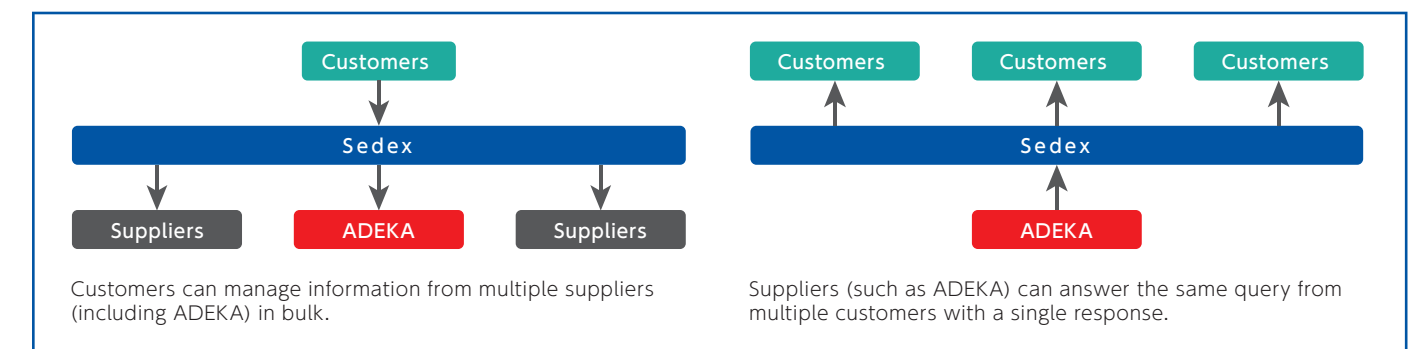 Customers
Sedex
Suppliers ADEKA Suppliers
Customers can manage information from multiple suppliers
(including ADEKA) in bulk.
Customers Customers Customers
Sedex
ADEKA
Suppliers (such as ADEKA) can answer the same query from
multiple customers with a single response.